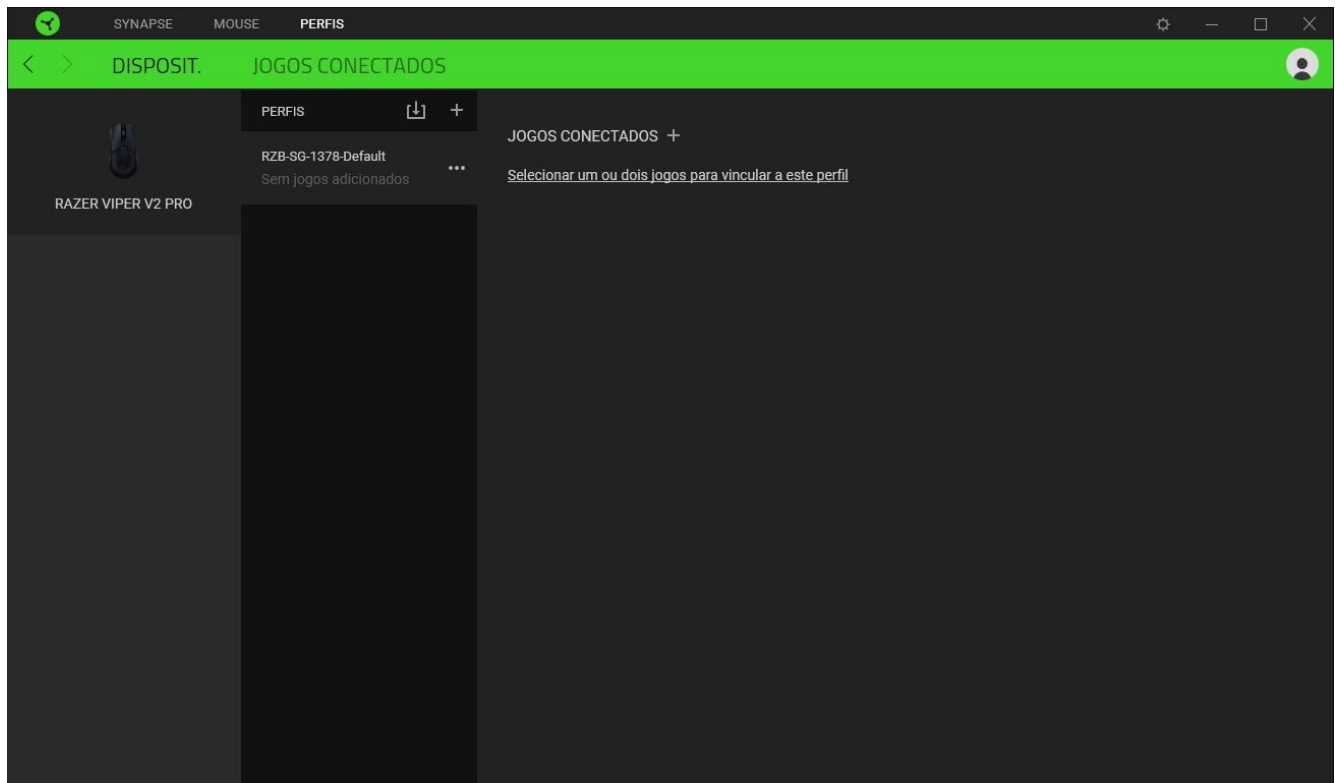 SYNAPSE MOUSE PERFIS
DISPOSIT. JOGOS CONECTADOS
RAZER VIPER V2 PRO
PERFIS
RZB-SG-1378-Default
Sem jogos adicionados
JOGOS CONECTADOS
Selecionar um ou dois jogos para vincular a este perfil